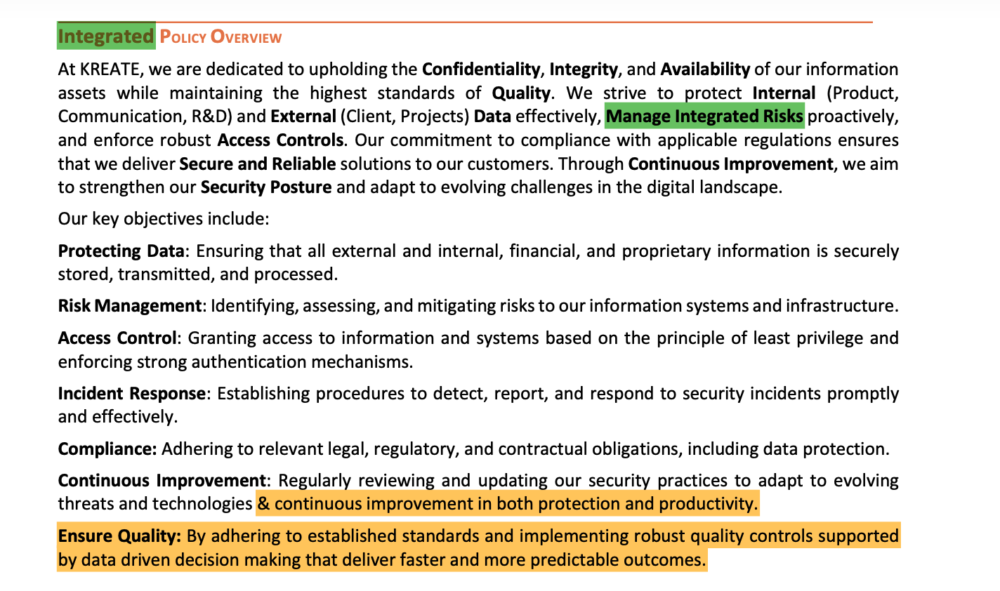 Integrated Policy Overview
At KREATE, we are dedicated to upholding the Confidentiality, Integrity, and Availability of our information
assets while maintaining the highest standards of Quality. We strive to protect Internal (Product,
Communication, R&D) and External (Client, Projects) Data effectively, Manage Integrated Risks proactively,
and enforce robust Access Controls. Our commitment to compliance with applicable regulations ensures
that we deliver Secure and Reliable solutions to our customers. Through Continuous Improvement, we aim
to strengthen our Security Posture and adapt to evolving challenges in the digital landscape.
Our key objectives include:
Protecting Data: Ensuring that all external and internal, financial, and proprietary information is securely
stored, transmitted, and processed.
Risk Management: Identifying, assessing, and mitigating risks to our information systems and infrastructure.
Access Control: Granting access to information and systems based on the principle of least privilege and
enforcing strong authentication mechanisms.
Incident Response: Establishing procedures to detect, report, and respond to security incidents promptly
and effectively.
Compliance: Adhering to relevant legal, regulatory, and contractual obligations, including data protection.
Continuous Improvement: Regularly reviewing and updating our security practices to adapt to evolving
threats and technologies & continuous improvement in both protection and productivity.
Ensure Quality: By adhering to established standards and implementing robust quality controls supported
by data driven decision making that deliver faster and more predictable outcomes.